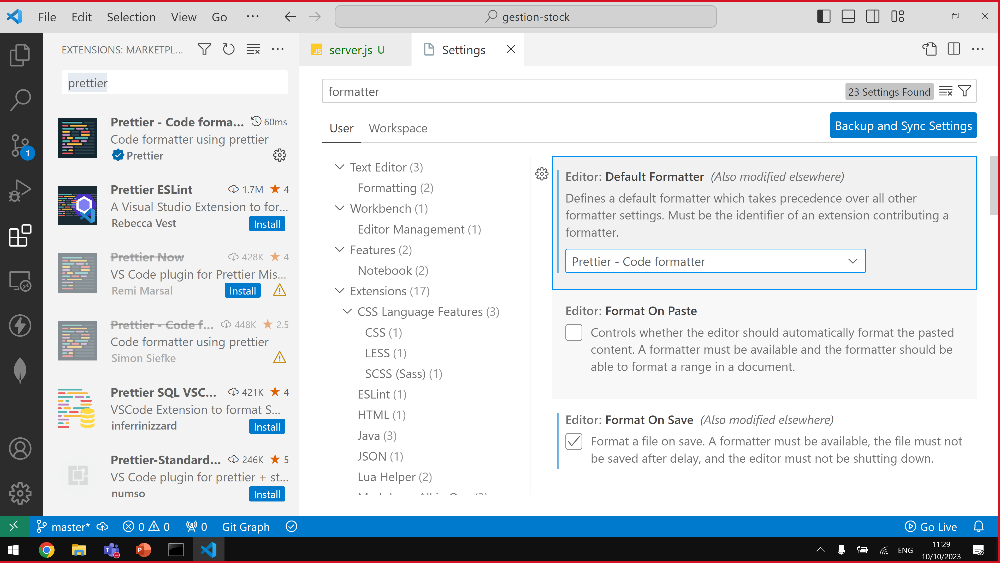 File Edit Selection View Go ··· gestion-stock
EXTENSIONS: MARKETPL...
prettier
Prettier - Code forma... 60ms
Code formatter using prettier
Prettier
Prettier ESLint 1.7M 4
A Visual Studio Extension to for...
Rebecca Vest Install
Prettier Now 428K 4
VS Code plugin for Prettier Mis...
Remi Marsal Install
Prettier - Code f... 448K 2.5
Code formatter using prettier
Simon Siefke
Prettier SQL VSC... 421K 4
VSCode Extension to format S...
inferrinizzard Install
Prettier-Standard... 246K 5
VS Code plugin for prettier + st...
numso Install
JS server.js U Settings
formatter 23 Settings Found
User Workspace Backup and Sync Settings
Text Editor (3)
Formatting (2)
Workbench (1)
Editor Management (1)
Features (2)
Notebook (2)
Extensions (17)
CSS Language Features (3)
CSS (1)
LESS (1)
SCSS (Sass) (1)
ESLint (1)
HTML (1)
Java (3)
JSON (1)
Lua Helper (2)
Editor: Default Formatter (Also modified elsewhere)
Defines a default formatter which takes precedence over all other
formatter settings. Must be the identifier of an extension contributing a
formatter.
Prettier - Code formatter
Editor: Format On Paste
Controls whether the editor should automatically format the pasted
content. A formatter must be available and the formatter should be
able to format a range in a document.
Editor: Format On Save (Also modified elsewhere)
Format a file on save. A formatter must be available, the file must not
be saved after delay, and the editor must not be shutting down.
1
master* 0 0 0 Git Graph Go Live
ENG 11:29
10/10/2023